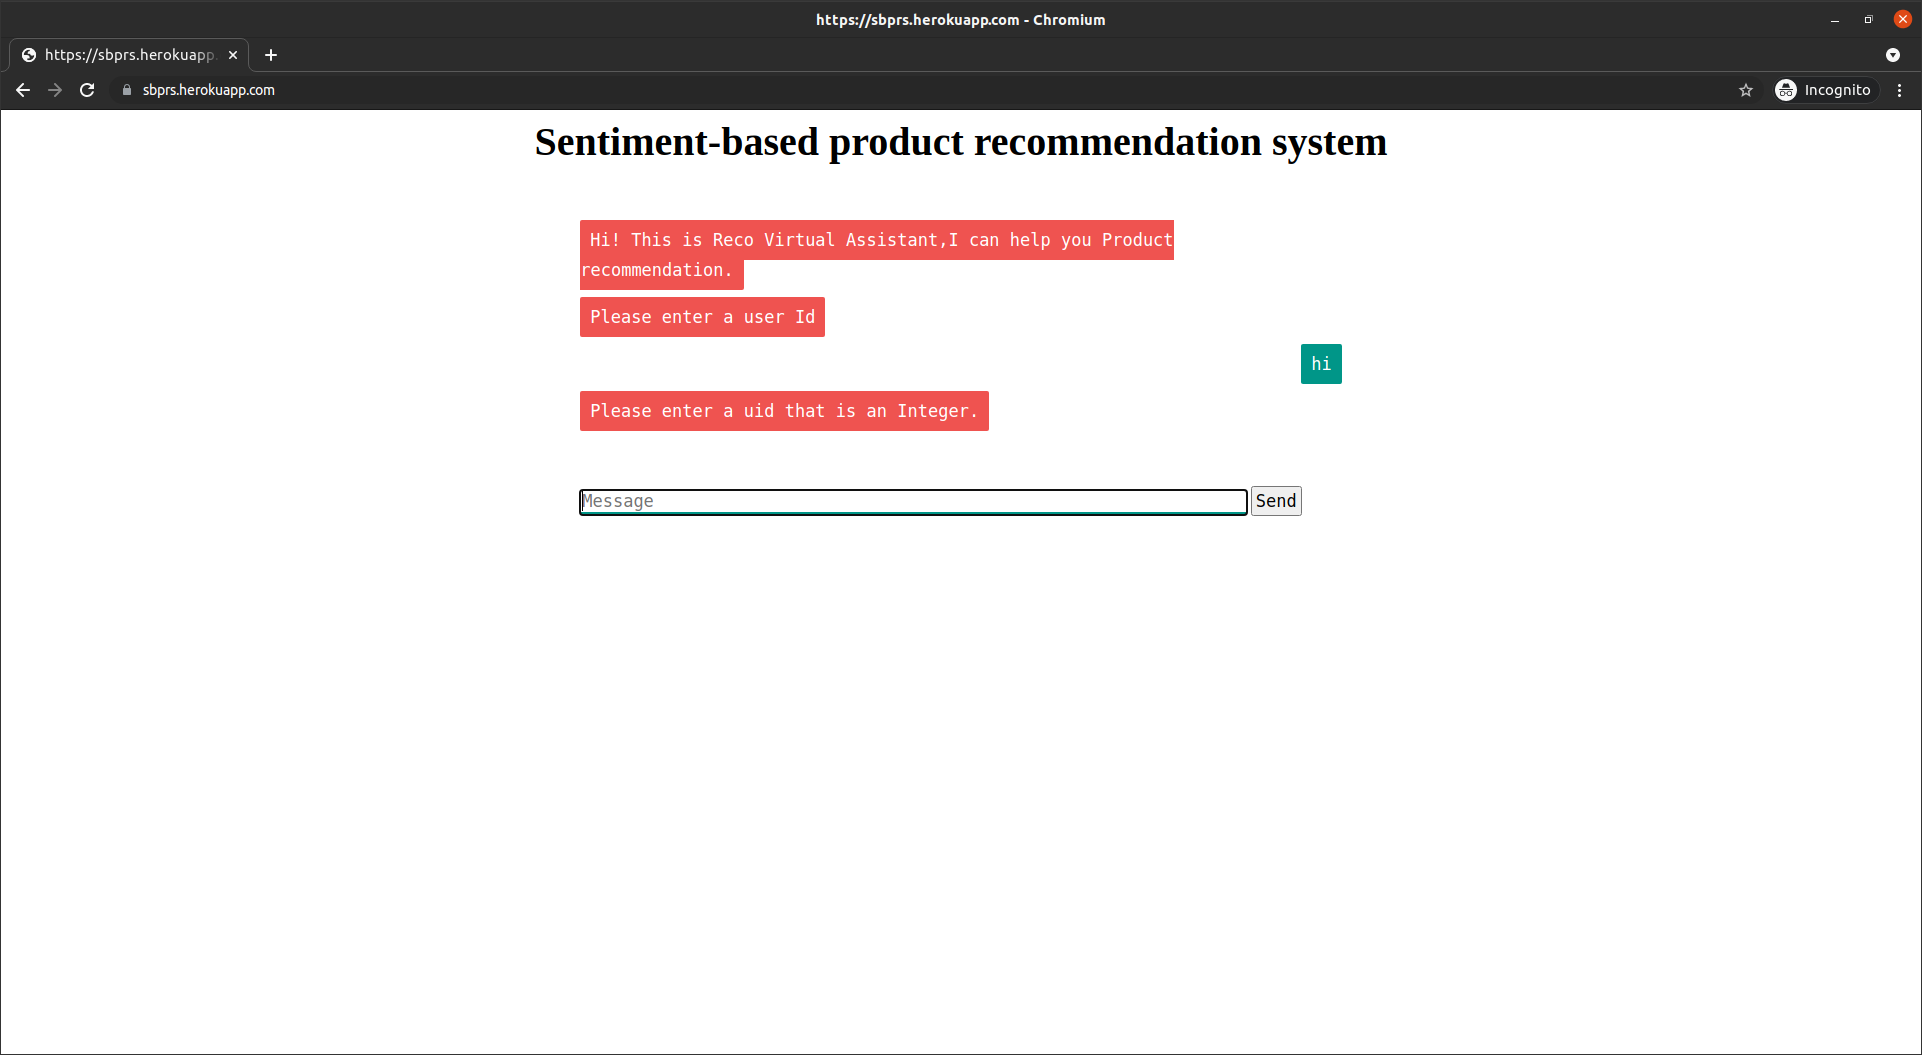 https://sbprs.herokuapp.com - Chromium
https://sbprs.herokuapp.
sbprs.herokuapp.com
Incognito
Sentiment-based product recommendation system
Hi! This is Reco Virtual Assistant,I can help you Product
recommendation.
Please enter a user Id
hi
Please enter a uid that is an Integer.
Message
Send